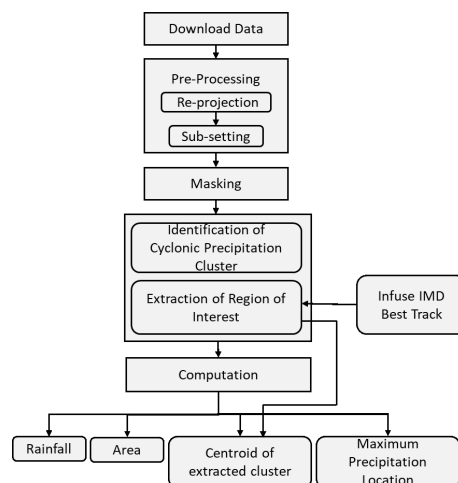 Download Data
Pre-Processing
Re-projection
Sub-setting
Masking
Identification of
Cyclonic Precipitation
Cluster
Extraction of Region of
Interest
Infuse IMD
Best Track
Computation
Rainfall
Area
Centroid of
extracted cluster
Maximum
Precipitation
Location